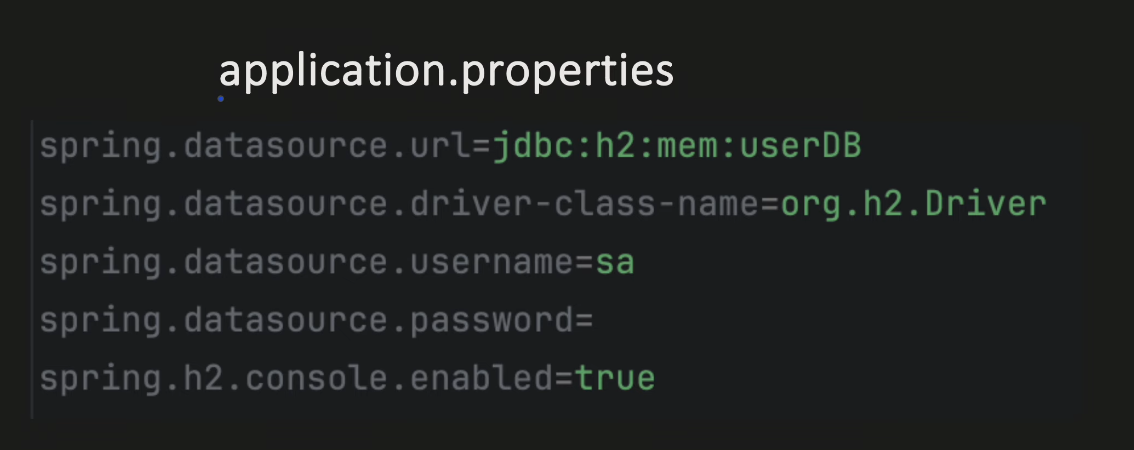 application.properties
spring.datasource.url=jdbc:h2:mem:userDB
spring.datasource.driver-class-name=org.h2.Driver
spring.datasource.username=sa
spring.datasource.password=
spring.h2.console.enabled=true